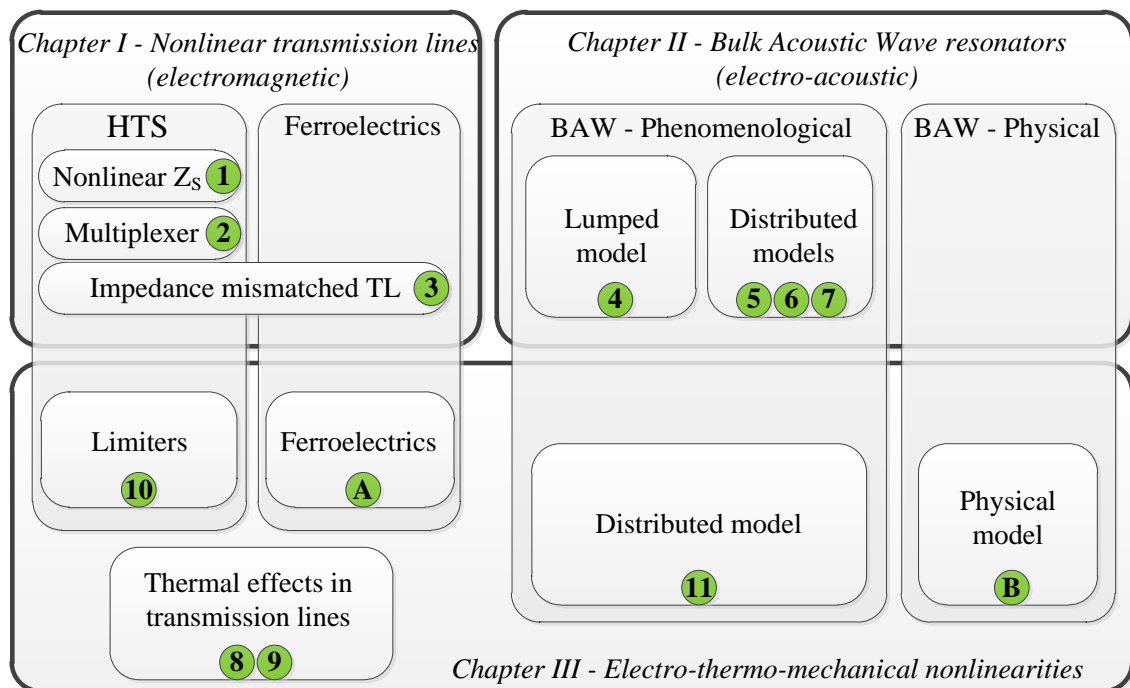 Chapter I - Nonlinear transmission lines
(electromagnetic)
HTS
Ferroelectrics
Nonlinear ZS 1
Multiplexer 2
Impedance mismatched TL 3
Chapter II - Bulk Acoustic Wave resonators
(electro-acoustic)
BAW - Phenomenological
BAW - Physical
Lumped
model
4
Distributed
models
5 6 7
Limiters
10
Ferroelectrics
A
Distributed model
11
Physical
model
B
Thermal effects in
transmission lines
8 9
Chapter III - Electro-thermo-mechanical nonlinearities